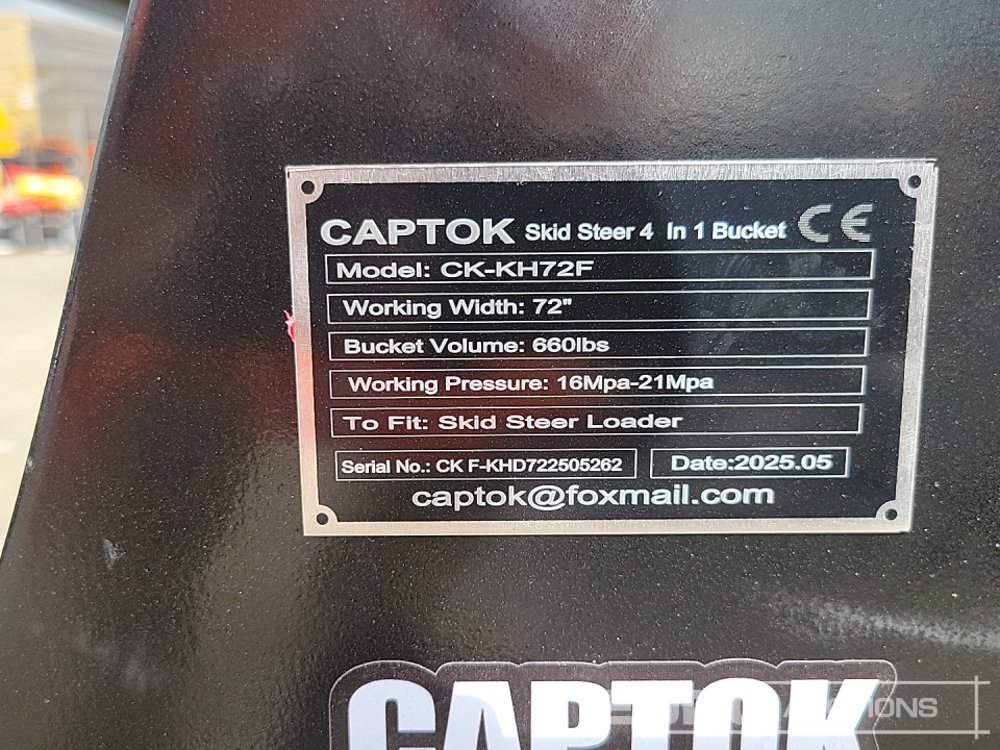 CAPTOK Skid Steer 4 In 1 Bucket CE
Model: CK-KH72F
Working Width: 72"
Bucket Volume: 660lbs
Working Pressure: 16Mpa-21Mpa
To Fit: Skid Steer Loader
Serial No.: CK F-KHD722505262 Date:2025.05
captok@foxmail.com
CAPTOK